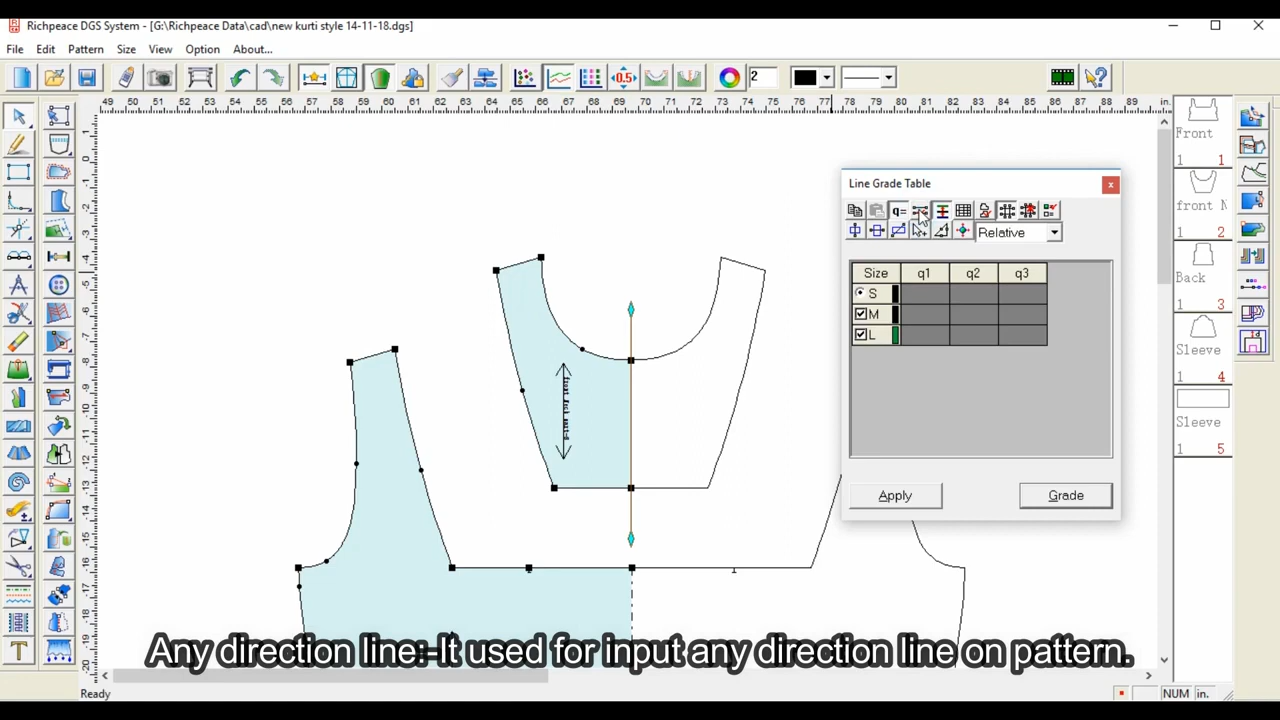 Richpeace DGS System - [G:\Richpeace Data\cad\new kurti style 14-11-18.dgs]
File Edit Pattern Size View Option About...
2
49 50 51 52 53 54 55 56 57 58 59 60 61 62 63 64 65 66 67 68 69 70 71 72 73 74 75 76 77 78 79 80 81 82 83 84 85 86 87 88 89 in.
Front
1 1
front N
1 2
Back
1 3
Sleeve
1 4
Sleeve
1 5
Line Grade Table
q=
Relative
Size q1 q2 q3
S
M
L
Apply Grade
Any direction line:-It used for input any direction line on pattern.
Ready NUM in.